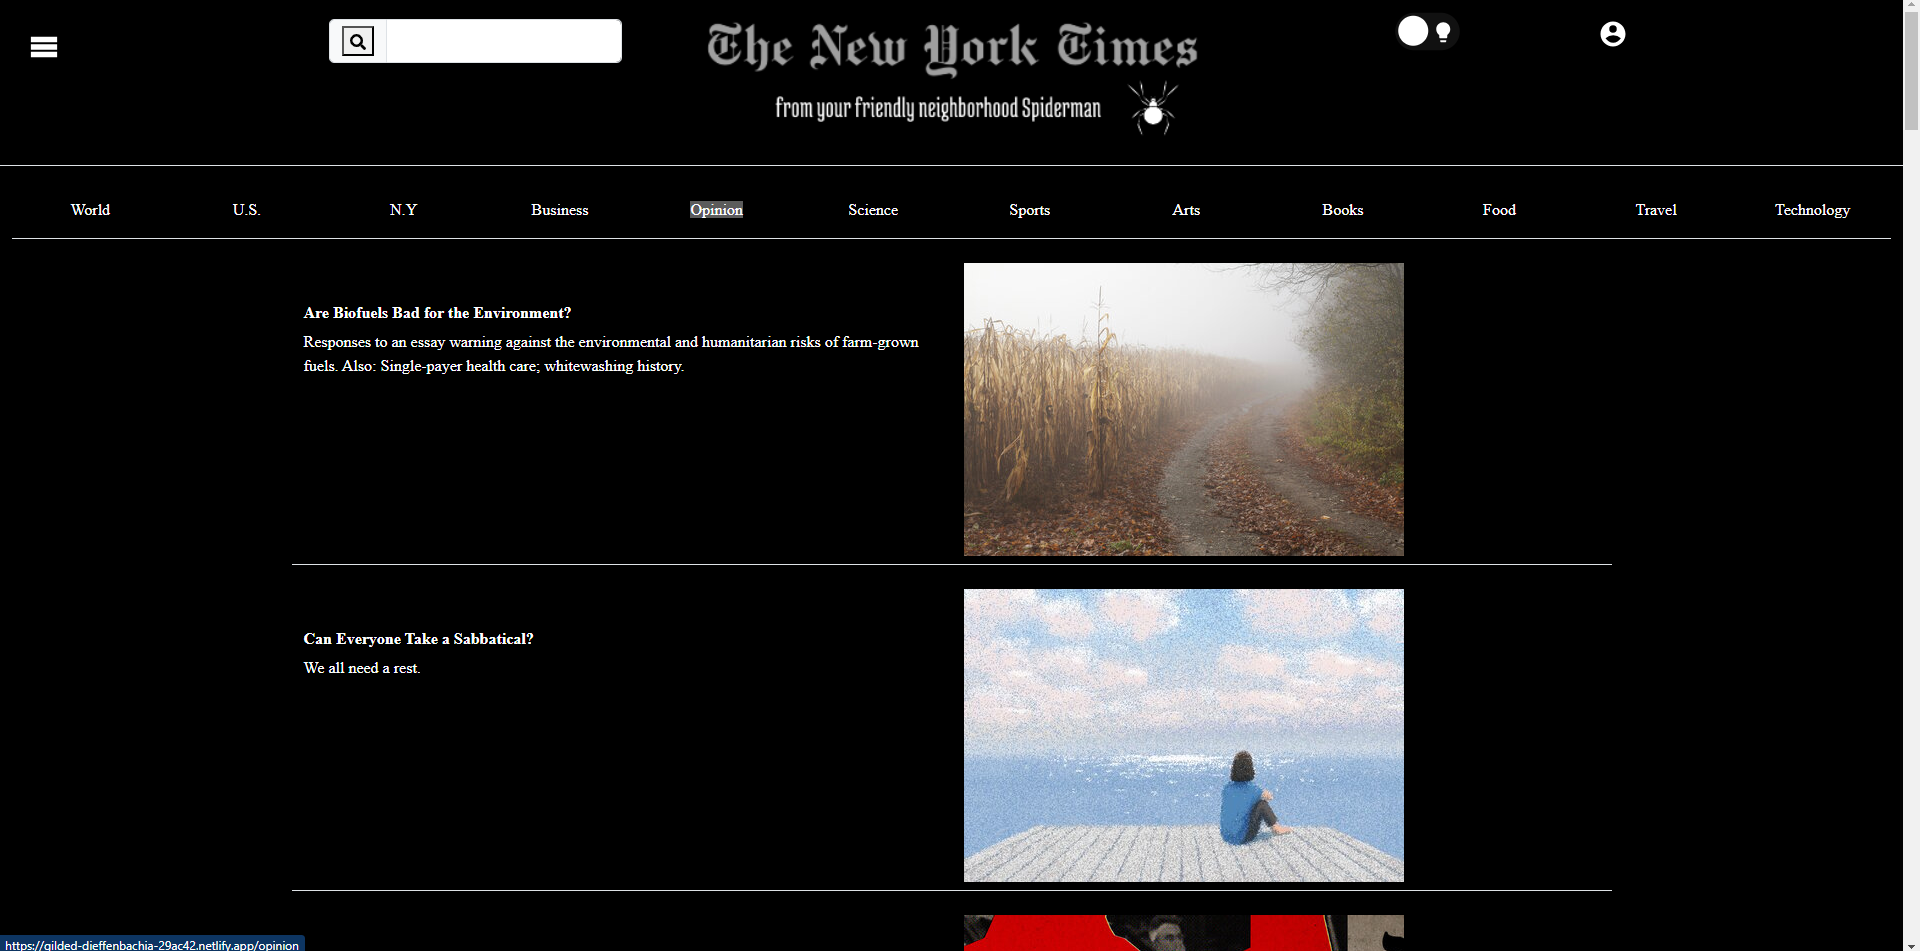 The New York Times
from your friendly neighborhood Spiderman
World
U.S.
N.Y
Business
Opinion
Science
Sports
Arts
Books
Food
Travel
Technology
Are Biofuels Bad for the Environment?
Responses to an essay warning against the environmental and humanitarian risks of farm-grown
fuels. Also: Single-payer health care; whitewashing history.
Can Everyone Take a Sabbatical?
We all need a rest.
https://gilded-dieffenbachia-29ac42.netlify.app/opinion